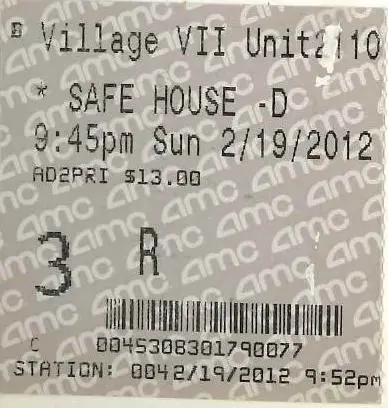 Village VII Unit2110
* SAFE HOUSE -D
9:45pm Sun 2/19/2012
AD2PRI $13.00
3 R
C 0045308301790077
STATION: 0042/19/2012 9:52pm